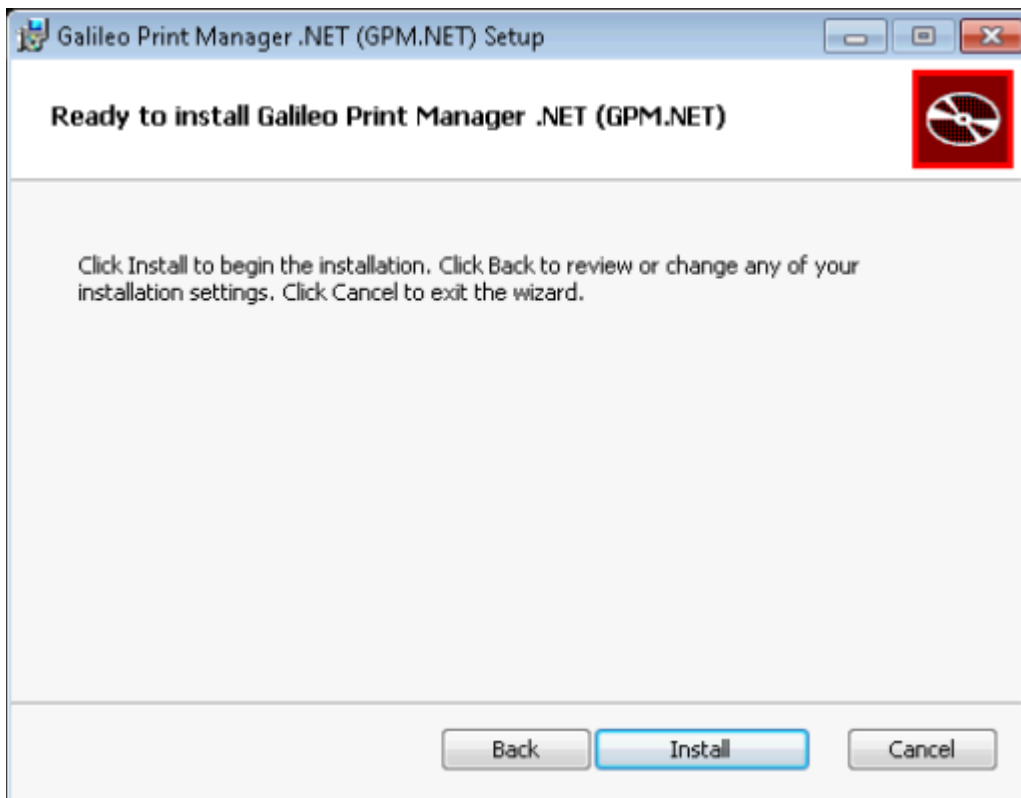 Galileo Print Manager .NET (GPM.NET) Setup
Ready to install Galileo Print Manager .NET (GPM.NET)
Click Install to begin the installation. Click Back to review or change any of your
installation settings. Click Cancel to exit the wizard.
Back
Install
Cancel